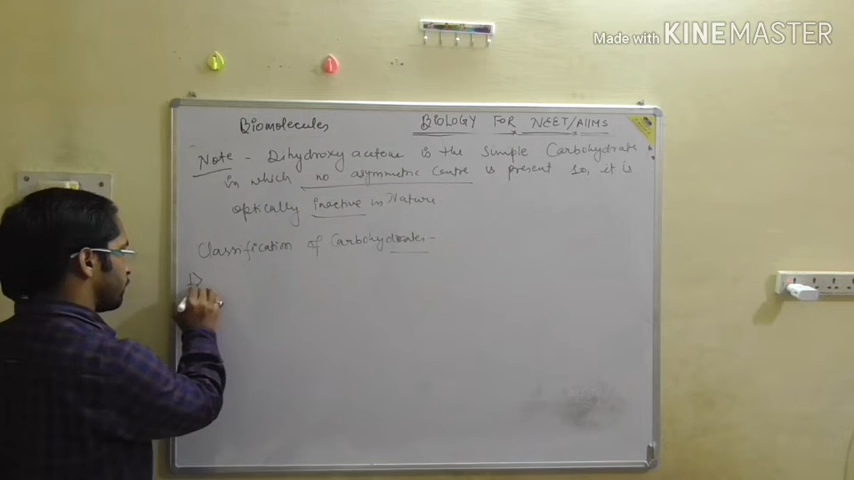 Made with KINEMASTER
Biomolecules BIOLOGY FOR NEET/AIIMS
Note - Dihydroxy acetone is the simple Carbohydrate
in which no asymmetric centre is present so, it is
optically inactive in Nature
Classification of Carbohydrates-